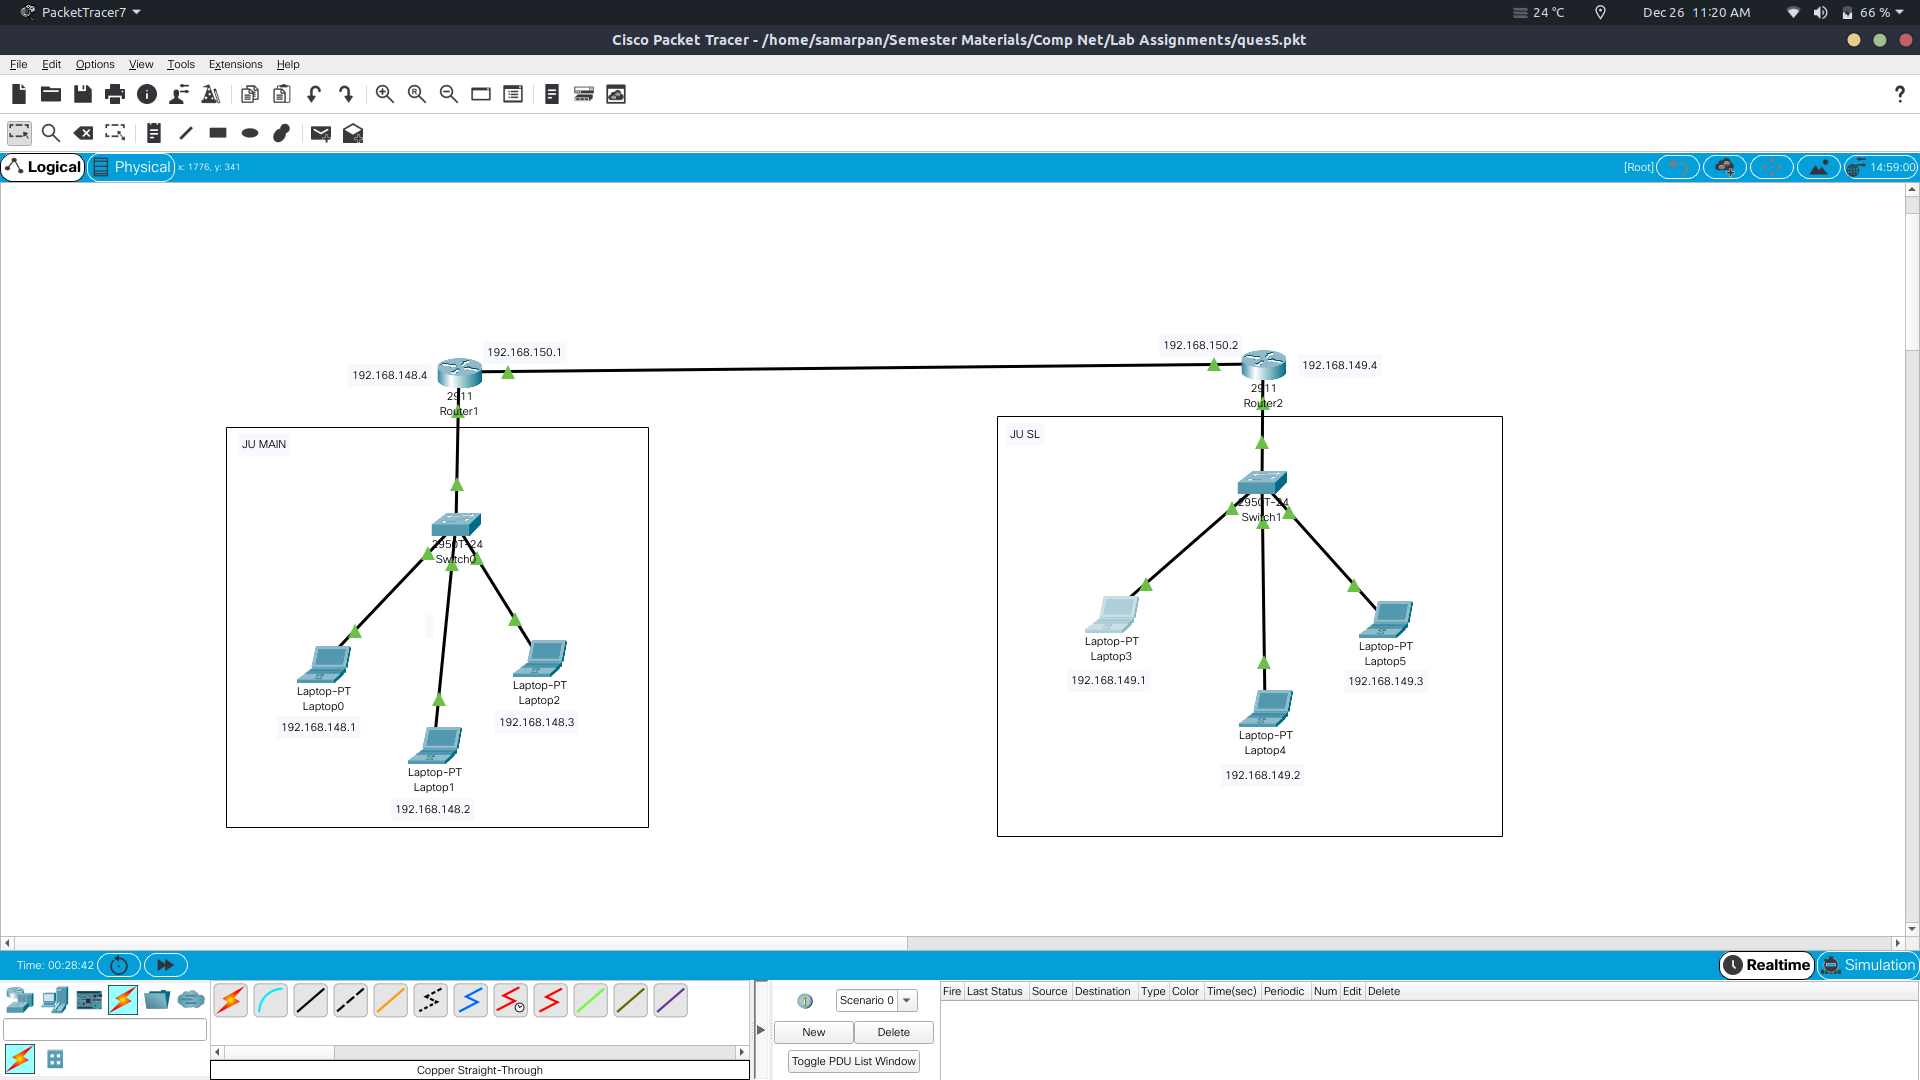 PacketTracer7
24 °C
Dec 26 11:20 AM
66 %
Cisco Packet Tracer - /home/samarpan/Semester Materials/Comp Net/Lab Assignments/ques5.pkt
File Edit Options View Tools Extensions Help
?
Logical
Physical
x: 1776, y: 341
[Root]
14:59:00
192.168.150.1
192.168.148.4
2911
Router1
192.168.150.2
192.168.149.4
2911
Router2
JU MAIN
2950T-24
Switch0
Laptop-PT
Laptop0
192.168.148.1
Laptop-PT
Laptop1
192.168.148.2
Laptop-PT
Laptop2
192.168.148.3
JU SL
2950T-24
Switch1
Laptop-PT
Laptop3
192.168.149.1
Laptop-PT
Laptop4
192.168.149.2
Laptop-PT
Laptop5
192.168.149.3
Time: 00:28:42
Realtime
Simulation
Scenario 0
New
Delete
Toggle PDU List Window
Fire Last Status Source Destination Type Color Time(sec) Periodic Num Edit Delete
Copper Straight-Through